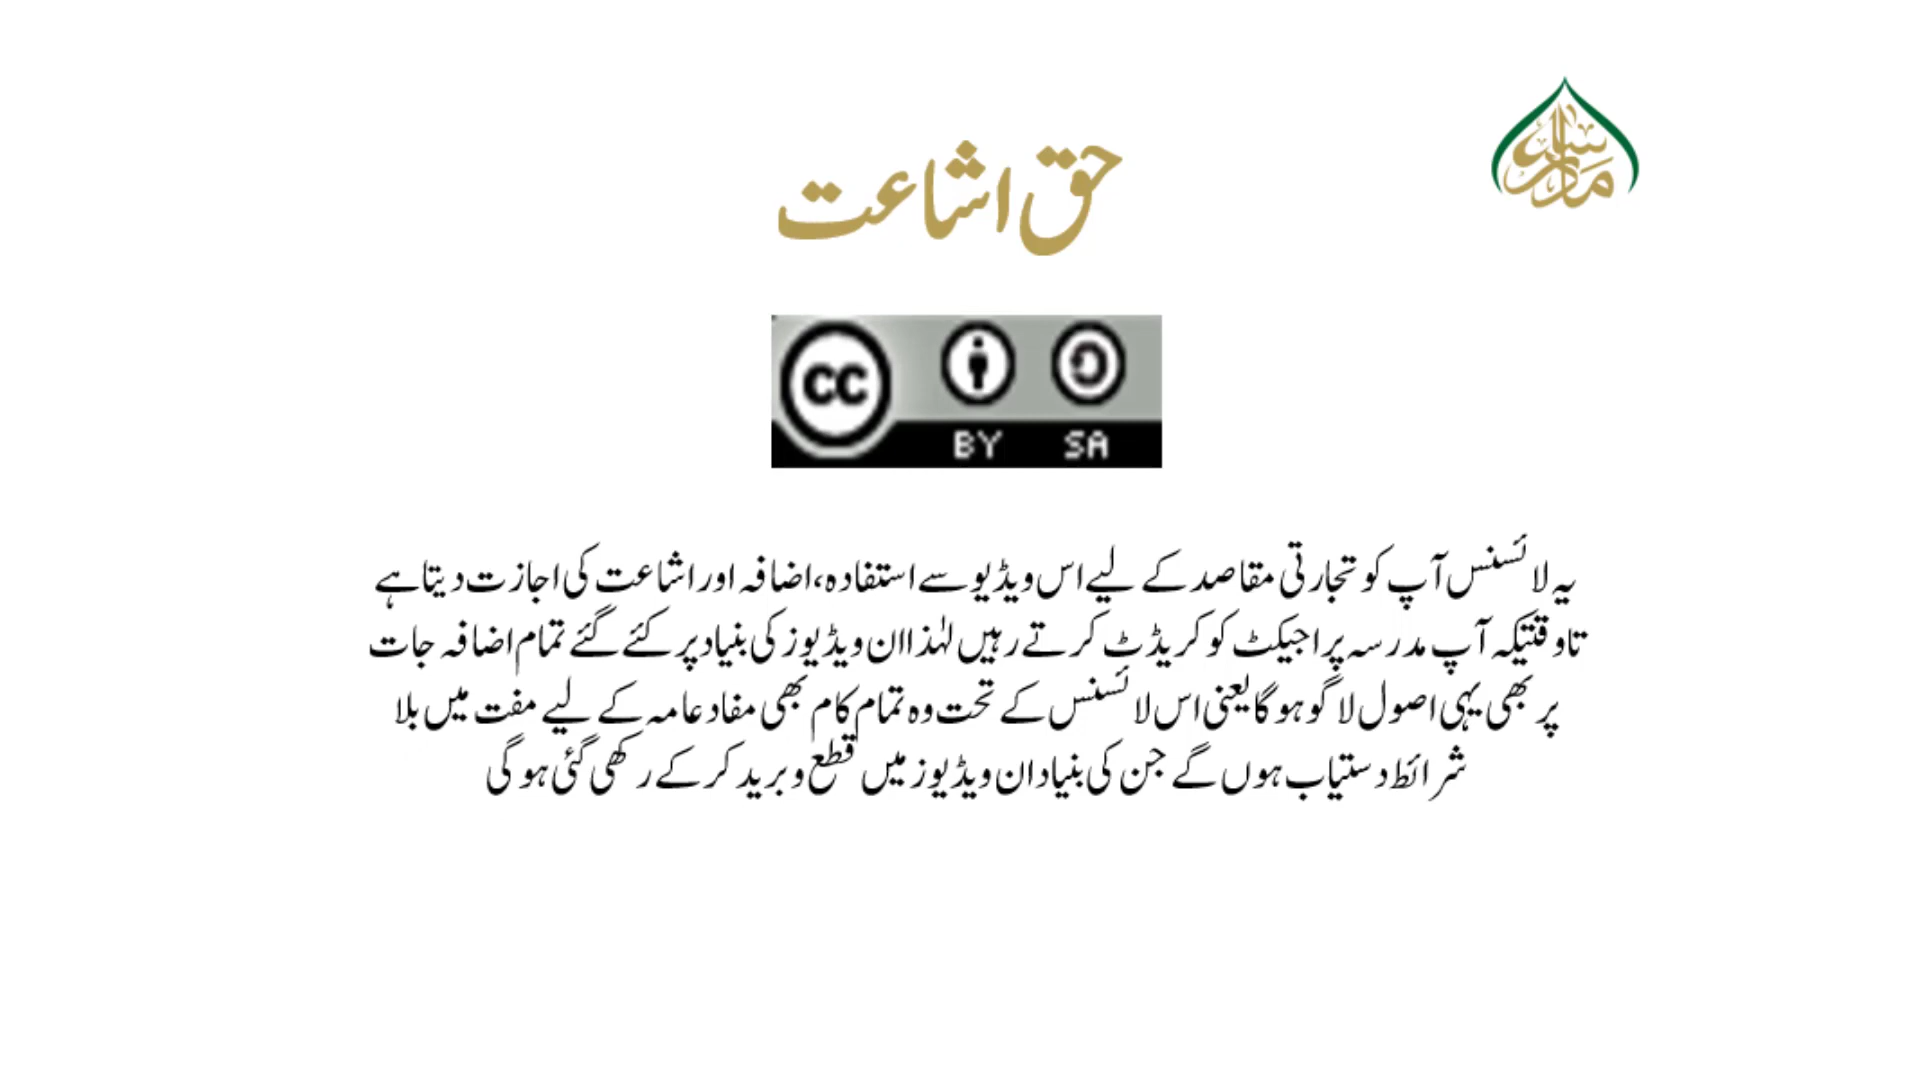 مدرسہ
حق اشاعت
cc
BY SA
یہ لائسنس آپ کو تجارتی مقاصد کے لیے اس ویڈیو سے استفادہ، اضافہ اور اشاعت کی اجازت دیتا ہے
تاوقتیکہ آپ مدرسہ پراجیکٹ کو کریڈٹ کرتے رہیں لہٰذا ان ویڈیوز کی بنیاد پر کئے گئے تمام اضافہ جات
پر بھی یہی اصول لاگو ہو گا یعنی اس لائسنس کے تحت وہ تمام کام بھی مفاد عامہ کے لیے مفت میں بلا
شرائط دستیاب ہوں گے جن کی بنیاد ان ویڈیوز میں قطع و برید کر کے رکھی گئی ہو گی